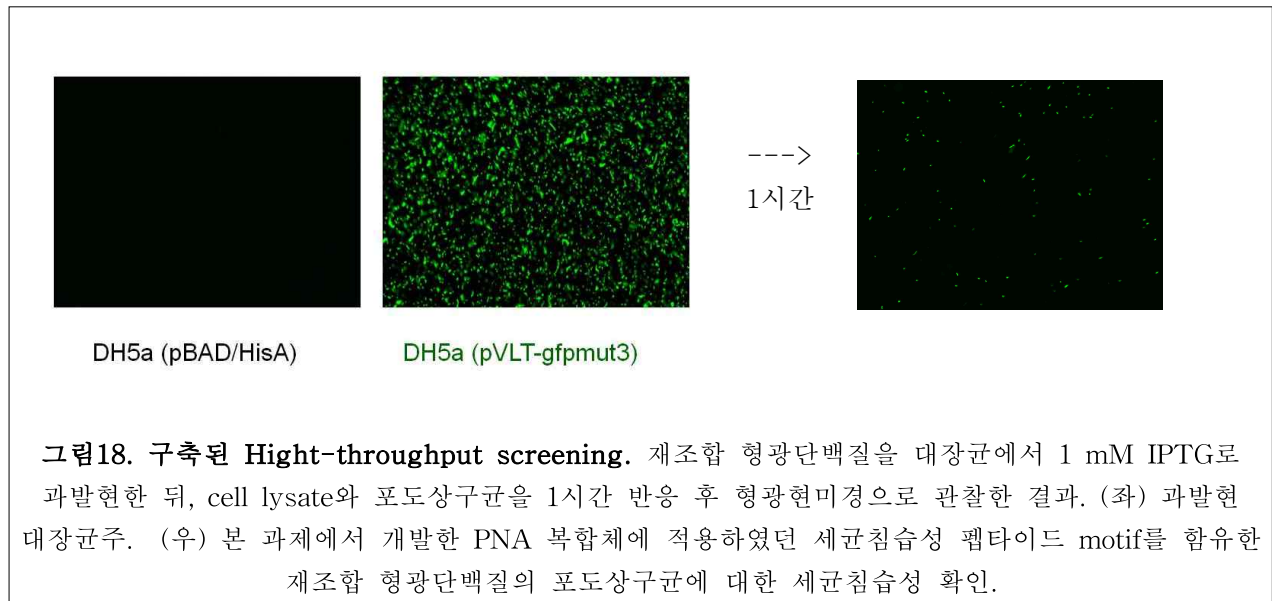 --->
1시간
DH5a (pBAD/HisA)
DH5a (pVLT-gfpmut3)
그림18. 구축된 Hight-throughput screening. 재조합 형광단백질을 대장균에서 1 mM IPTG로
과발현한 뒤, cell lysate와 포도상구균을 1시간 반응 후 형광현미경으로 관찰한 결과. (좌) 과발현
대장균주. (우) 본 과제에서 개발한 PNA 복합체에 적용하였던 세균침습성 펩타이드 motif를 함유한
재조합 형광단백질의 포도상구균에 대한 세균침습성 확인.